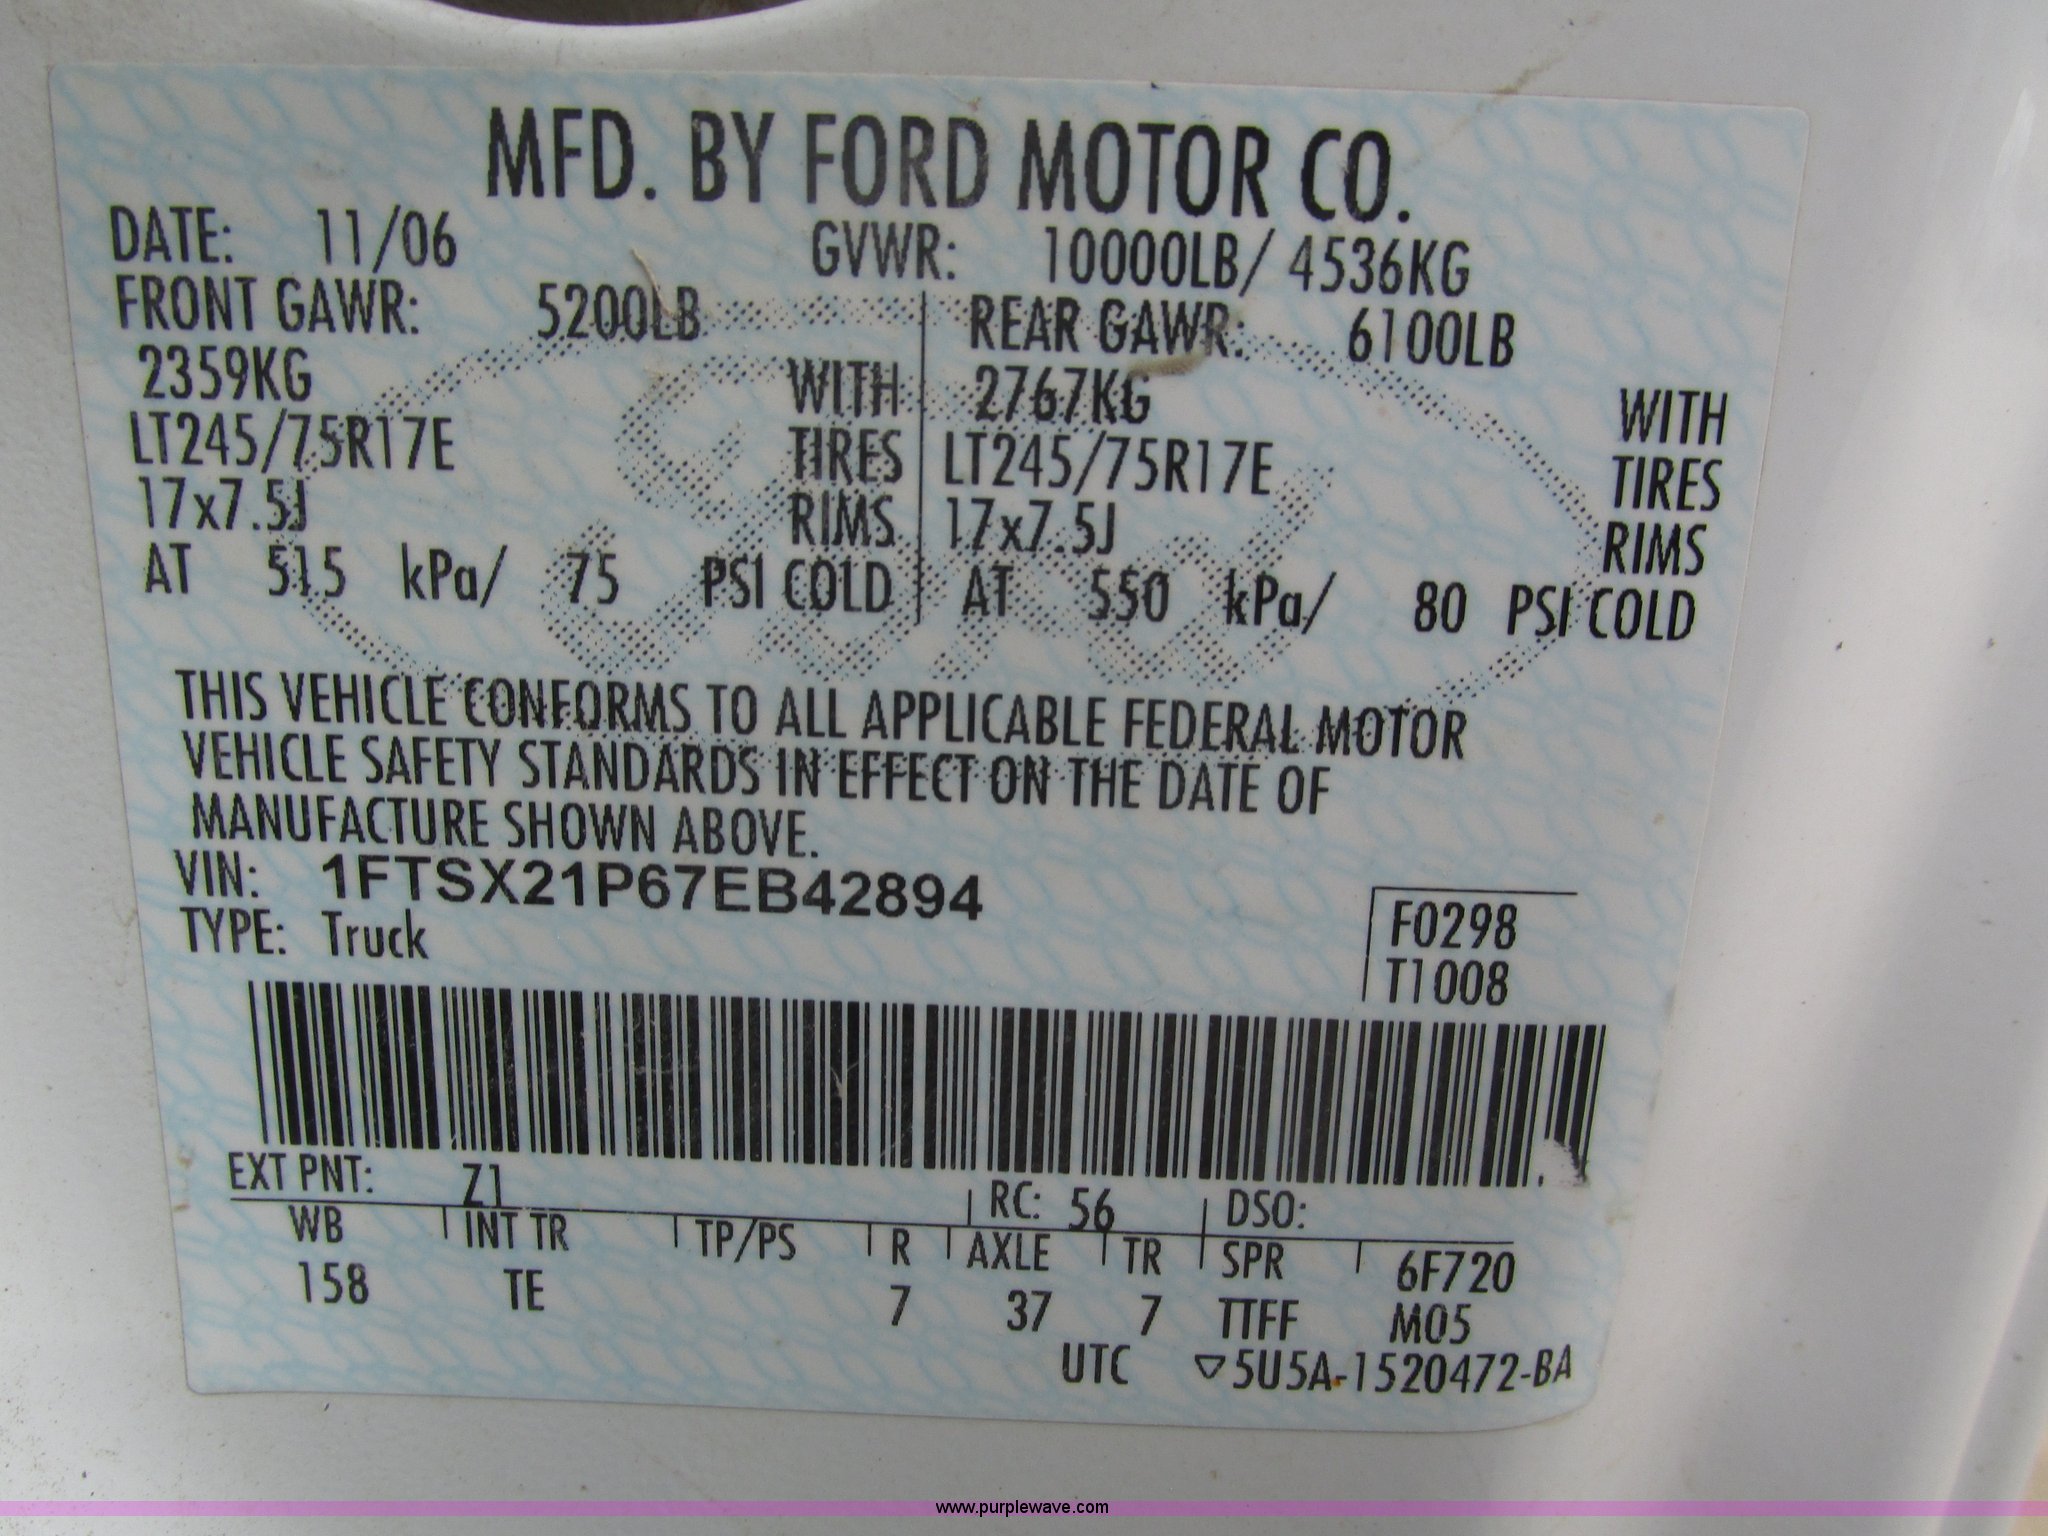 MFD. BY FORD MOTOR CO.
DATE: 11/06 GVWR: 10000LB/ 4536KG
FRONT GAWR: 5200LB REAR GAWR: 6100LB
2359KG WITH 2767KG WITH
LT245/75R17E TIRES LT245/75R17E TIRES
17x7.5J RIMS 17x7.5J RIMS
AT 515 kPa/ 75 PSI COLD AT 550 kPa/ 80 PSI COLD
THIS VEHICLE CONFORMS TO ALL APPLICABLE FEDERAL MOTOR
VEHICLE SAFETY STANDARDS IN EFFECT ON THE DATE OF
MANUFACTURE SHOWN ABOVE.
VIN: 1FTSX21P67EB42894
TYPE: Truck
F0298
T1008
EXT PNT: Z1 RC: 56 DSO:
WB INT TR TP/PS R AXLE TR SPR 6F720
158 TE 7 37 7 TTFF M05
UTC ▽5U5A-1520472-BA
www.purplewave.com